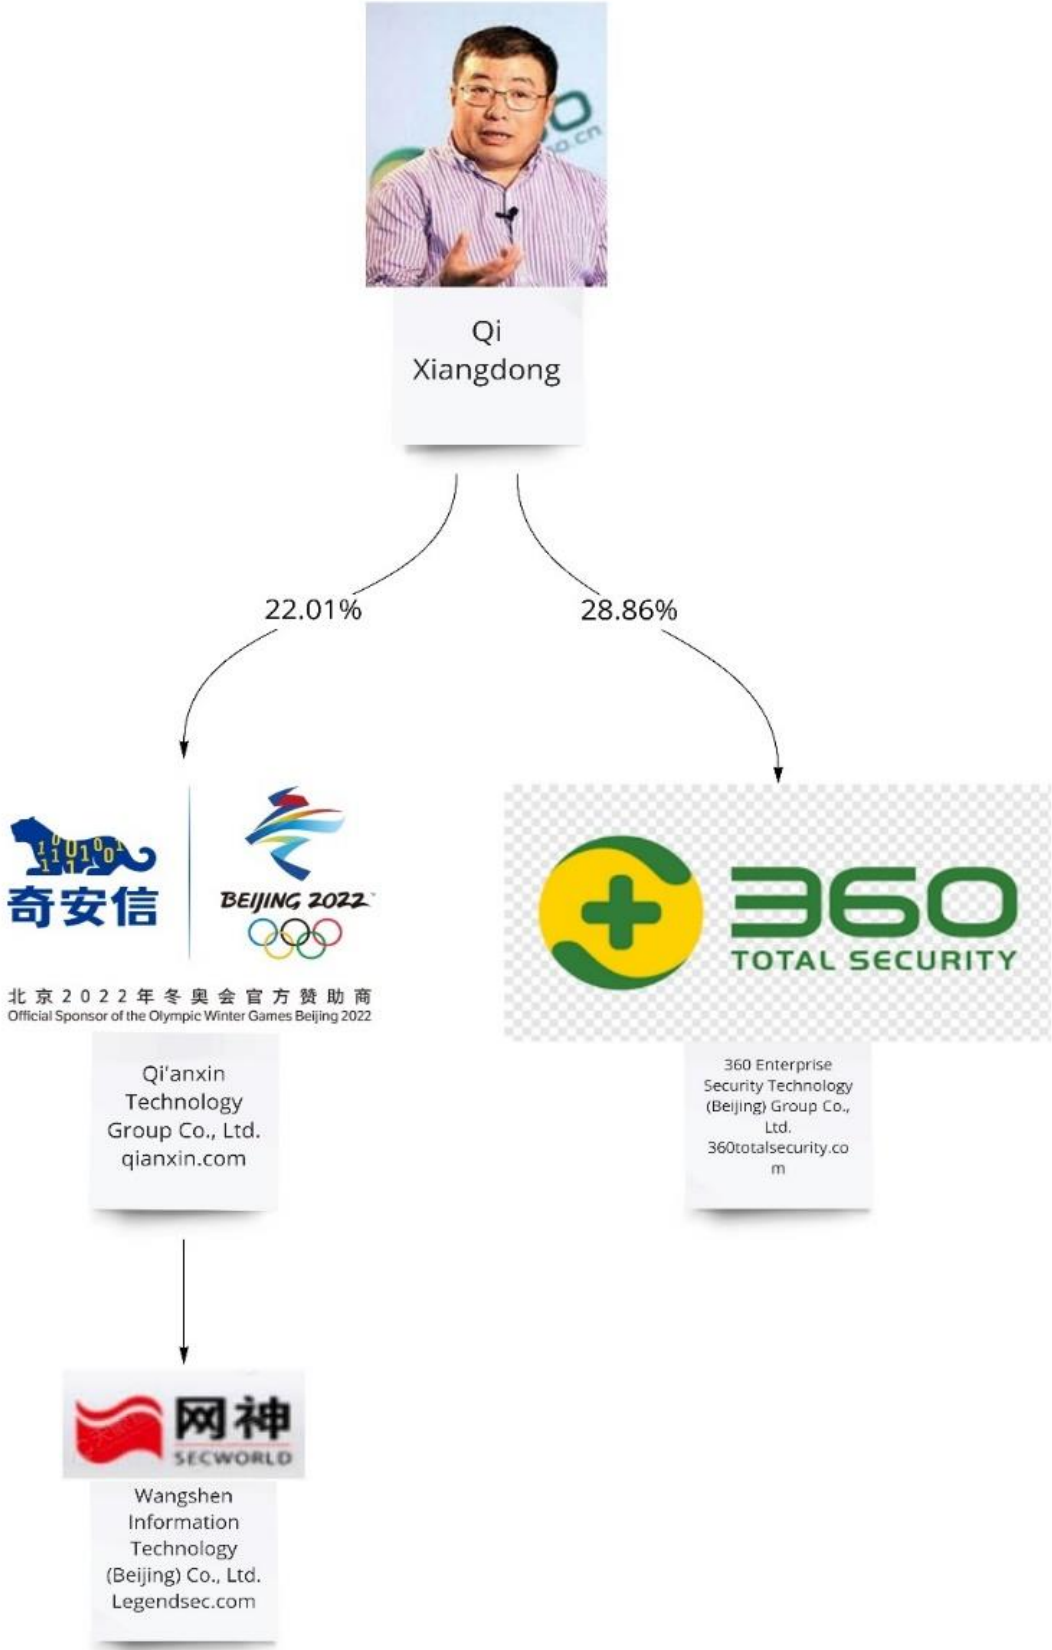 Qi
Xiangdong
22.01%
28.86%
奇安信
BEIJING 2022
北京2022年冬奥会官方赞助商
Official Sponsor of the Olympic Winter Games Beijing 2022
360
TOTAL SECURITY
Qi'anxin
Technology
Group Co., Ltd.
qianxin.com
360 Enterprise
Security Technology
(Beijing) Group Co.,
Ltd.
360totalsecurity.co
m
网神
SECWORLD
Wangshen
Information
Technology
(Beijing) Co., Ltd.
Legendsec.com